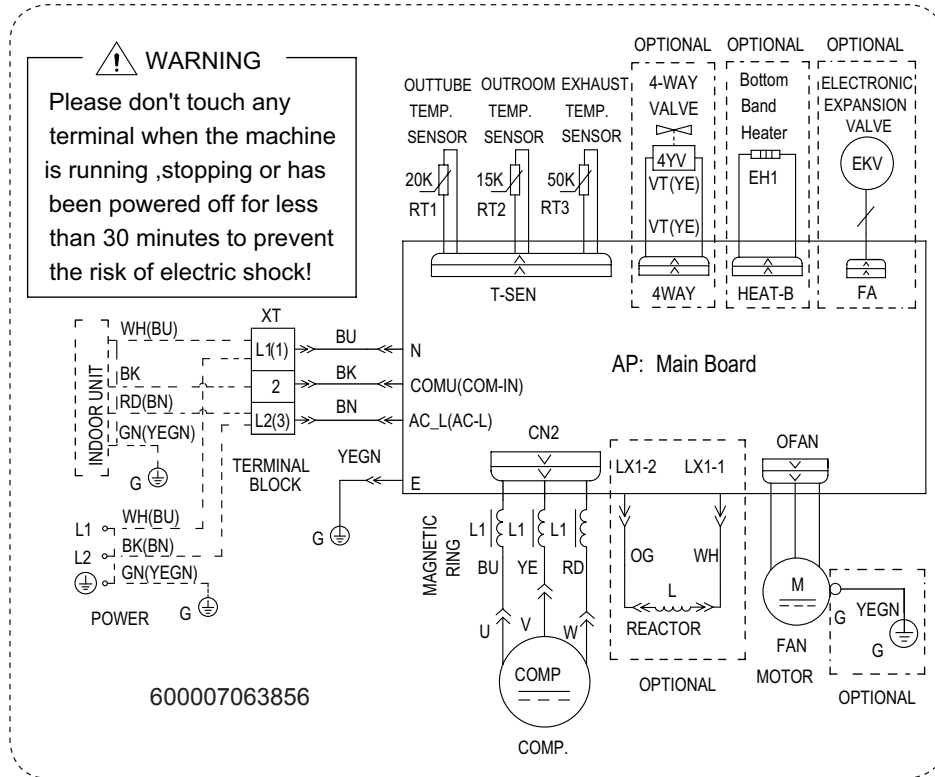 WARNING
Please don't touch any
terminal when the machine
is running ,stopping or has
been powered off for less
than 30 minutes to prevent
the risk of electric shock!
OPTIONAL OPTIONAL OPTIONAL
OUTTUBE
TEMP.
SENSOR
OUTROOM
TEMP.
SENSOR
EXHAUST
TEMP.
SENSOR
4-WAY
VALVE
Bottom
Band
Heater
ELECTRONIC
EXPANSION
VALVE
20K
RT1
15K
RT2
50K
RT3
4YV
VT(YE)
VT(YE)
EH1
EKV
T-SEN
4WAY
HEAT-B
FA
AP: Main Board
INDOOR UNIT
WH(BU)
BK
RD(BN)
GN(YEGN)
G
XT
L1(1)
2
L2(3)
TERMINAL
BLOCK
BU
N
BK
COMU(COM-IN)
BN
AC_L(AC-L)
YEGN
E
G
L1
WH(BU)
L2
BK(BN)
GN(YEGN)
POWER
G
CN2
MAGNETIC
RING
L1 L1 L1
BU YE RD
U V W
COMP
COMP.
LX1-2 LX1-1
OG WH
L
REACTOR
OPTIONAL
OFAN
M
FAN
MOTOR
G
YEGN
G
OPTIONAL
600007063856